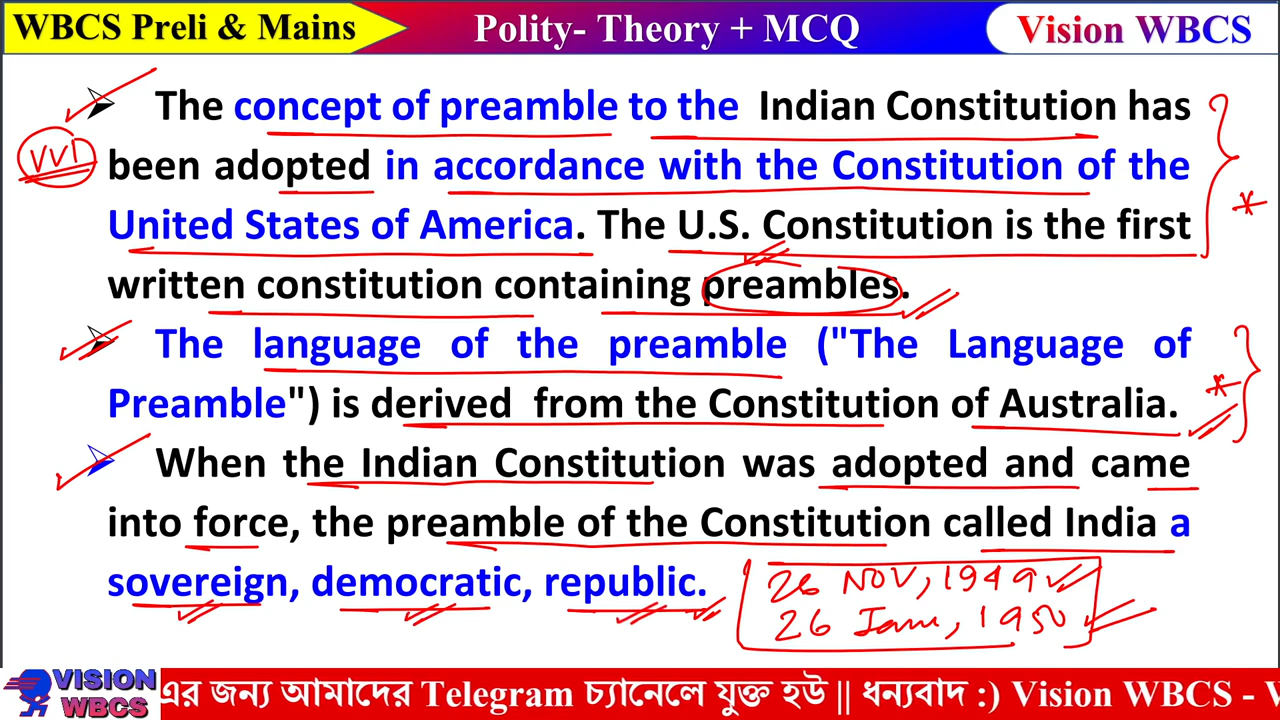 WBCS Preli & Mains
Polity- Theory + MCQ
Vision WBCS
The concept of preamble to the Indian Constitution has
VVI
been adopted in accordance with the Constitution of the
United States of America. The U.S. Constitution is the first
written constitution containing preambles.
The language of the preamble ("The Language of
Preamble") is derived from the Constitution of Australia.
When the Indian Constitution was adopted and came
into force, the preamble of the Constitution called India a
sovereign, democratic, republic.
26 NOV, 1949
26 Jan, 1950
VISION
WBCS
এর জন্য আমাদের Telegram চ্যানেলে যুক্ত হউ || ধন্যবাদ :) Vision WBCS - W